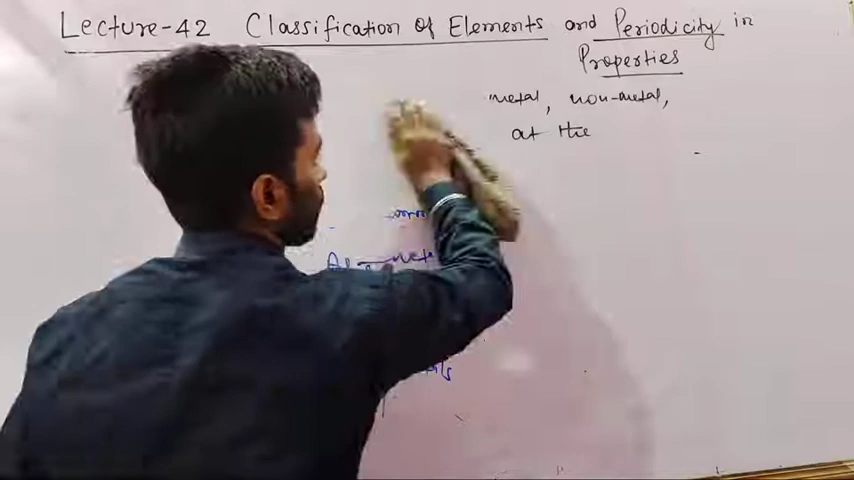 Lecture-42 Classification of Elements and Periodicity in
Properties
metal, non-metal,
at the